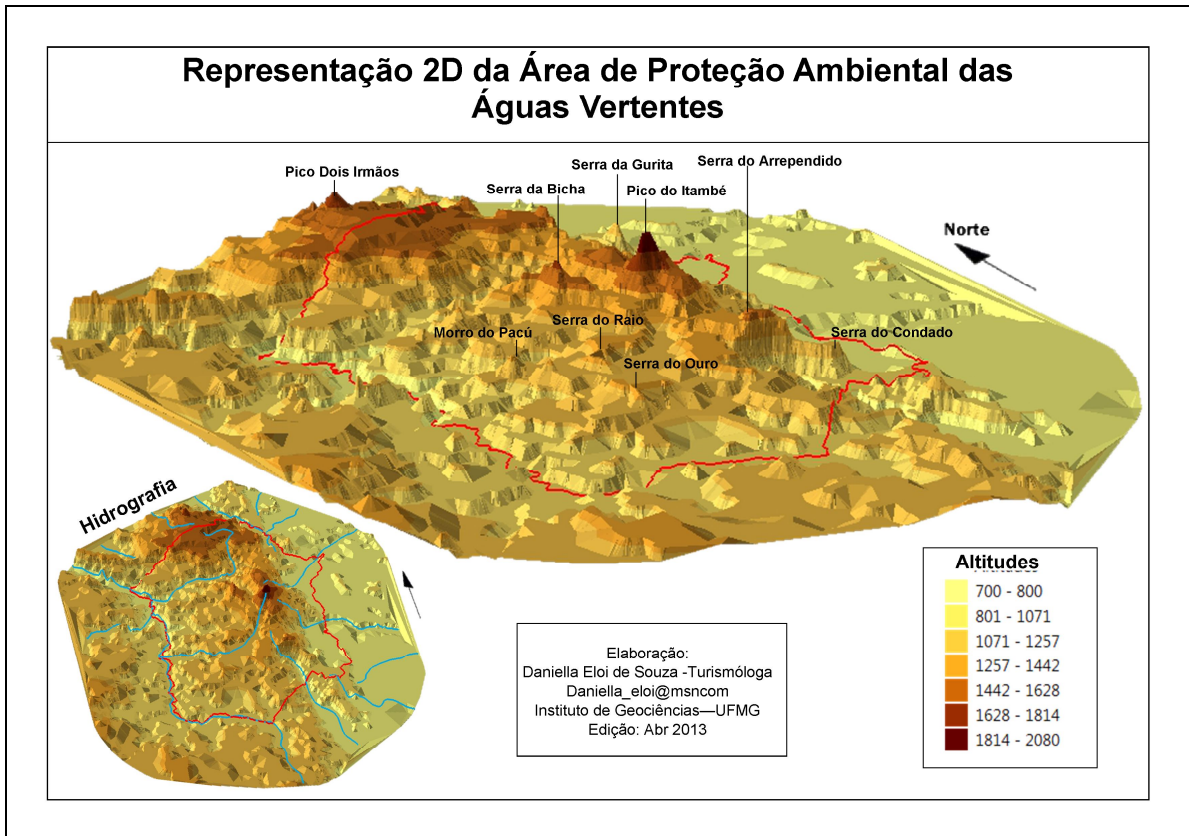 Representação 2D da Área de Proteção Ambiental das
Águas Vertentes
Pico Dois Irmãos
Serra da Bicha
Serra da Gurita
Pico do Itambé
Serra do Arrependido
Norte
Morro do Pacú
Serra do Raio
Serra do Ouro
Serra do Condado
Hidrografia
Elaboração:
Daniella Eloi de Souza -Turismóloga
Daniella_eloi@msncom
Instituto de Geociências—UFMG
Edição: Abr 2013
Altitudes
700 - 800
801 - 1071
1071 - 1257
1257 - 1442
1442 - 1628
1628 - 1814
1814 - 2080